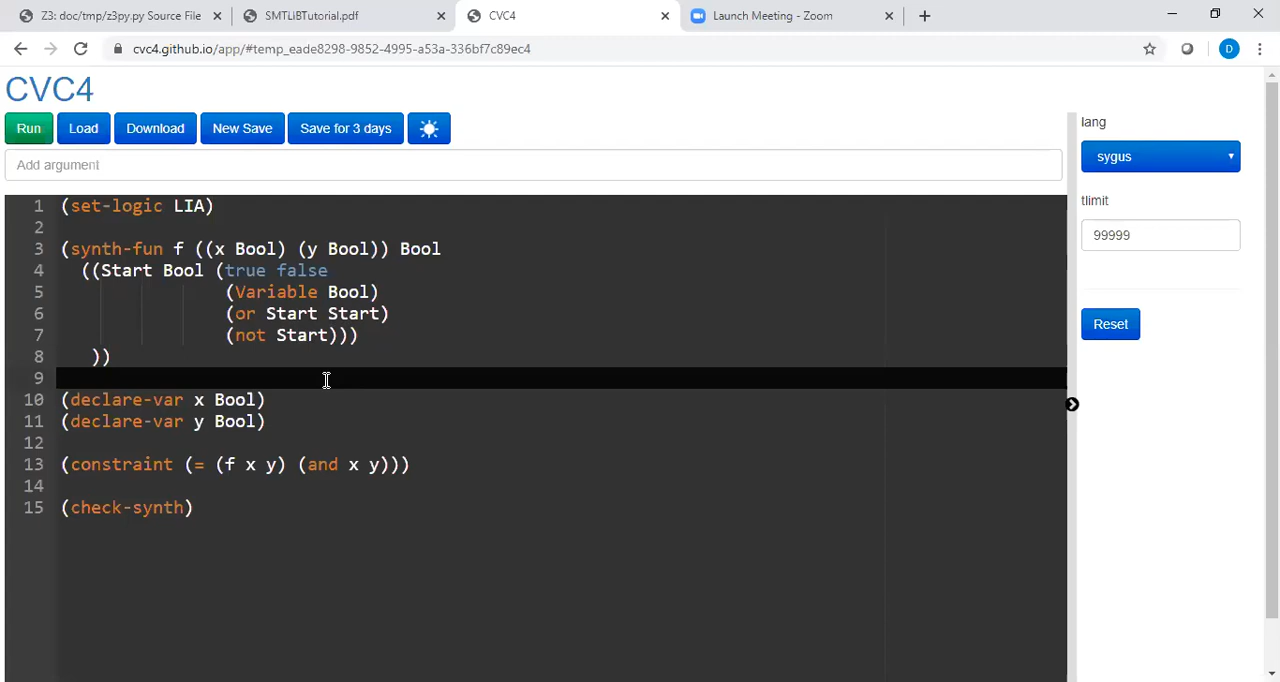 Z3: doc/tmp/z3py.py Source File
SMTLiBTutorial.pdf
CVC4
Launch Meeting - Zoom
cvc4.github.io/app/#temp_eade8298-9852-4995-a53a-336bf7c89ec4
D
CVC4
Run Load Download New Save Save for 3 days
Add argument
lang
sygus
tlimit
99999
Reset
1 (set-logic LIA)
2
3 (synth-fun f ((x Bool) (y Bool)) Bool
4 ((Start Bool (true false
5 (Variable Bool)
6 (or Start Start)
7 (not Start)))
8 ))
9
10 (declare-var x Bool)
11 (declare-var y Bool)
12
13 (constraint (= (f x y) (and x y)))
14
15 (check-synth)